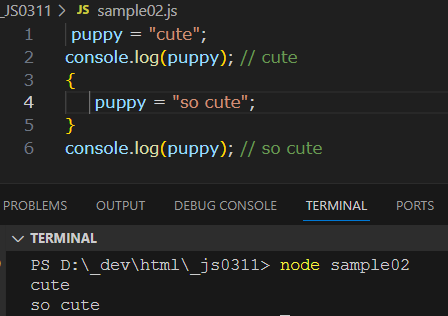 _JS0311 > JS sample02.js
1 puppy = "cute";
2 console.log(puppy); // cute
3 {
4 puppy = "so cute";
5 }
6 console.log(puppy); // so cute
PROBLEMS OUTPUT DEBUG CONSOLE TERMINAL PORTS
TERMINAL
PS D:\_dev\html\_js0311> node sample02
cute
so cute